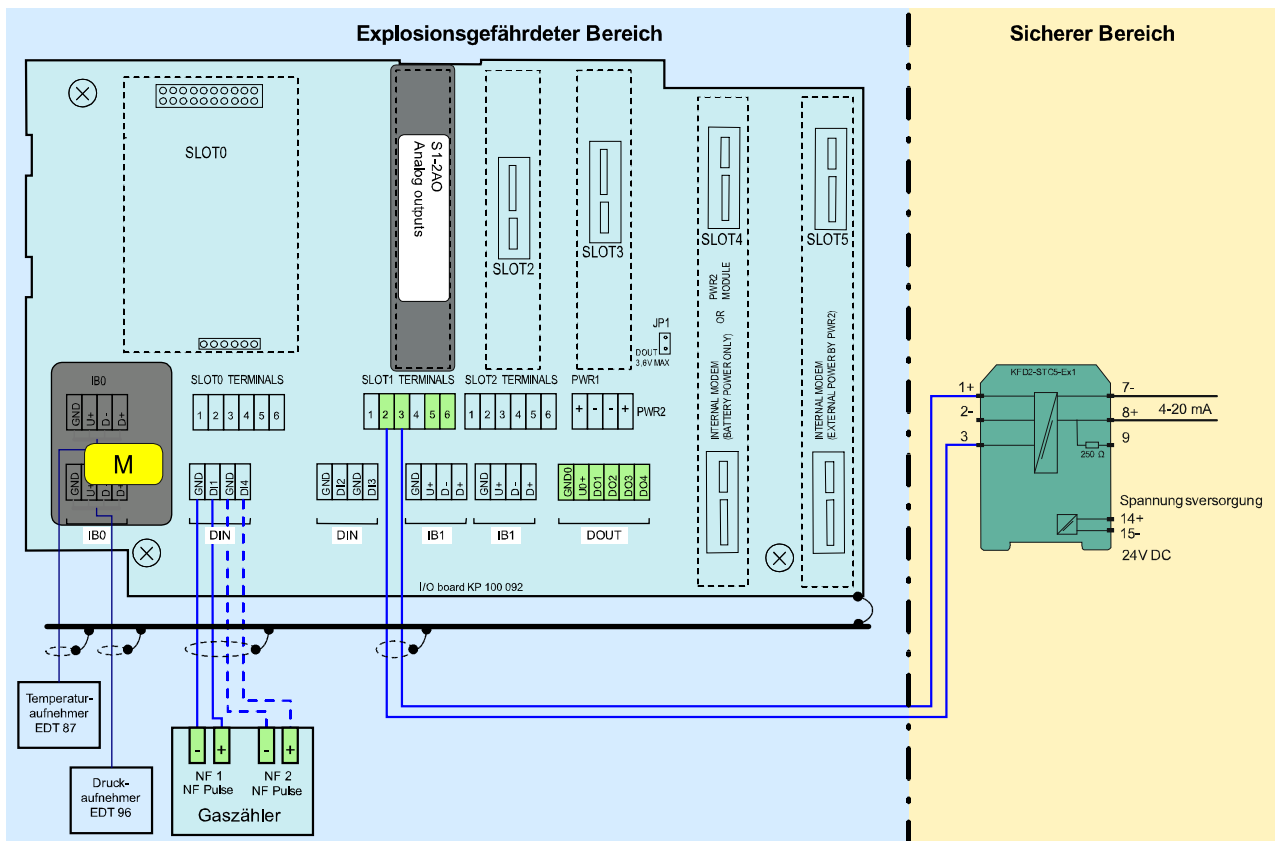 Explosionsgefährdeter Bereich
Sicherer Bereich
SLOT0
S1-2AO
Analog outputs
SLOT2
SLOT3
SLOT4
SLOT5
JP1
DOUT
3,6V MAX
INTERNAL MODEM
(BATTERY POWER ONLY)
OR
PWR2
MODULE
INTERNAL MODEM
(EXTERNAL POWER BY PWR2)
IB0
GND U+ D- D+
SLOT0 TERMINALS
1 2 3 4 5 6
SLOT1 TERMINALS
1 2 3 4 5 6
SLOT2 TERMINALS
1 2 3 4 5 6
PWR1
+ - - +
PWR2
M
GND U+ D- D+
IB0
GND DI1 GND DI4
DIN
GND DI2 GND DI3
DIN
GND U+ D- D+
IB1
GND U+ D- D+
IB1
GND0 U0+ DO1 DO2 DO3 DO4
DOUT
I/O board KP 100 092
KFD2-STC5-Ex1
1+
2-
3
7-
8+
9
4-20 mA
250 Ω
Spannungsversorgung
14+
15-
24V DC
Temperatur-
aufnehmer
EDT 87
Druck-
aufnehmer
EDT 96
- +
NF 1
NF Pulse
- +
NF 2
NF Pulse
Gaszähler